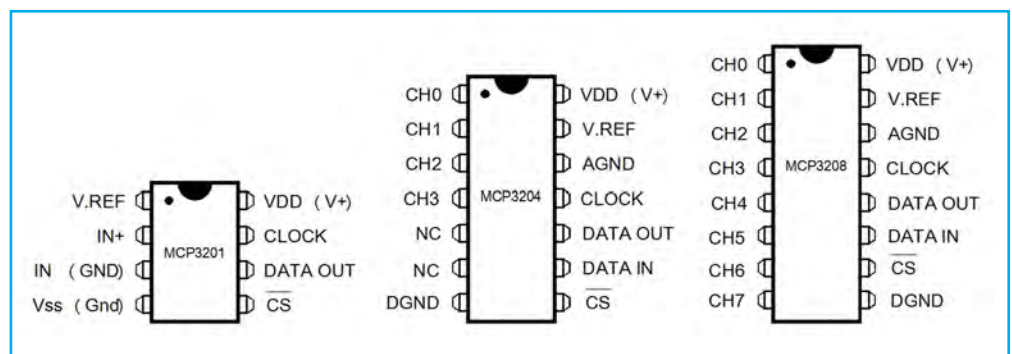 V.REF
IN+
IN ( GND)
Vss ( Gnd)
MCP3201
VDD ( V+)
CLOCK
DATA OUT
CS
CH0
CH1
CH2
CH3
NC
NC
DGND
MCP3204
VDD ( V+)
V.REF
AGND
CLOCK
DATA OUT
DATA IN
CS
CH0
CH1
CH2
CH3
CH4
CH5
CH6
CH7
MCP3208
VDD ( V+)
V.REF
AGND
CLOCK
DATA OUT
DATA IN
CS
DGND